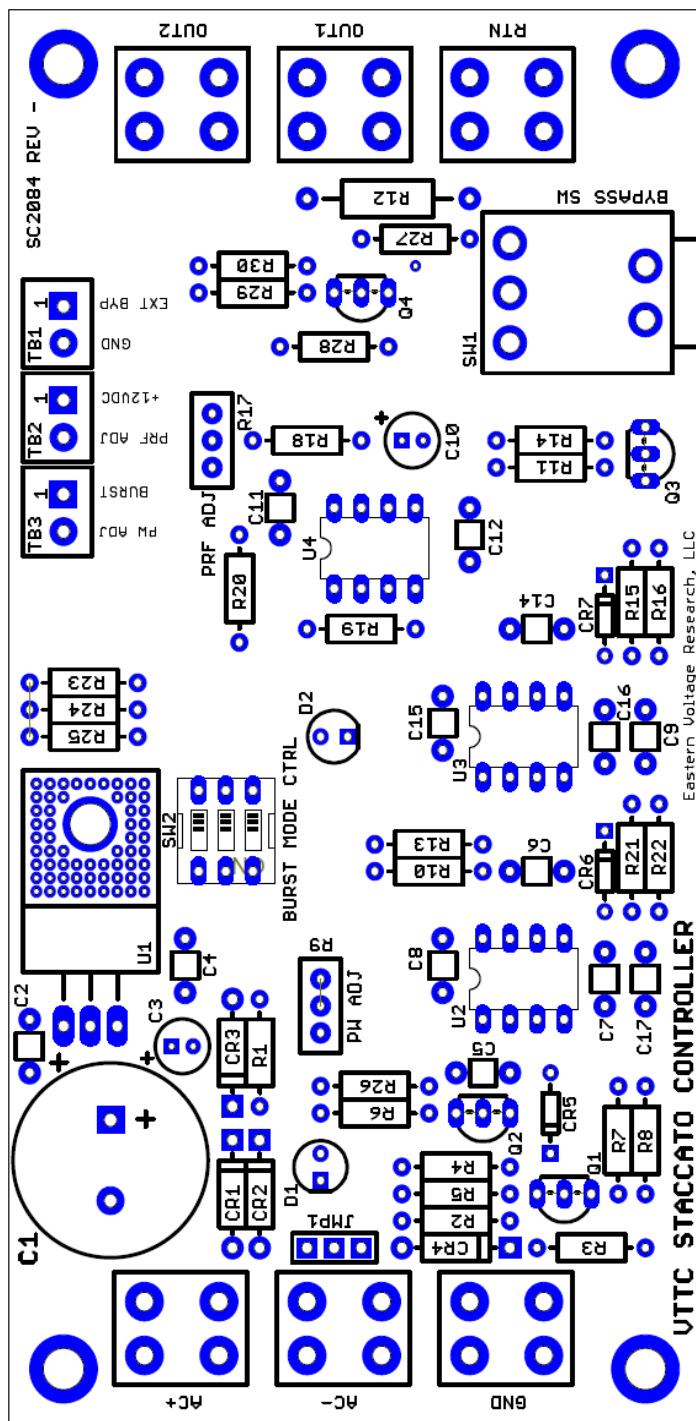 OUT2
OUT1
RTN
SC2084 REV -
R12
BYPASS SW
R27
R30
R29
Q4
SW1
1
EXT BYP
TB1
GND
R28
1
+12VDC
TB2
PRF ADJ
R17
+
C10
R18
R14
R11
Q3
1
BURST
TB3
PW ADJ
PRF ADJ
C11
U4
C12
R20
R19
C14
CR7
R15
R16
R23
R24
R25
D2
C15
U3
C16
C9
Eastern Voltage Research, LLC
SW2
BURST MODE CTRL
R13
R10
C6
CR6
R21
R22
U1
C4
R9
PW ADJ
C8
U2
C7
C17
C2
+
C3
+
CR3
R1
C5
R26
R6
Q2
CR5
+
C1
CR1
CR2
D1
R4
R5
R2
CR4
Q1
R7
R8
R3
JMP1
VTTC STACCATO CONTROLLER
AC+
AC-
GND